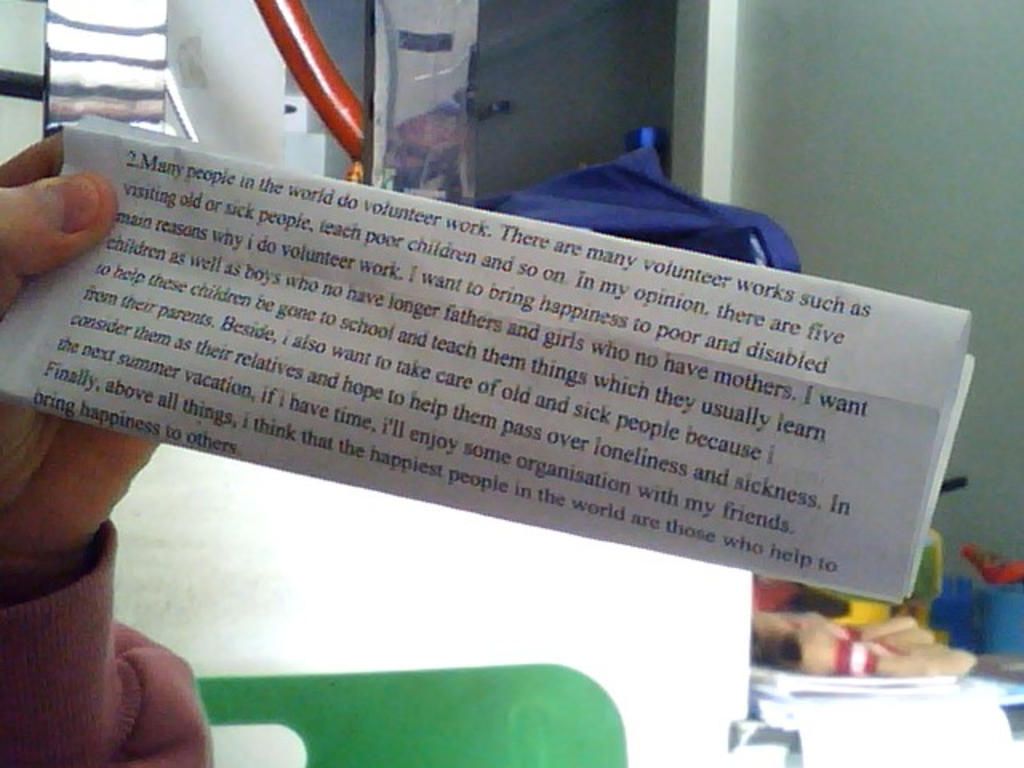 2.Many people in the world do volunteer work. There are many volunteer works such as
visiting old or sick people, teach poor children and so on. In my opinion, there are five
main reasons why i do volunteer work. I want to bring happiness to poor and disabled
children as well as boys who no have longer fathers and girls who no have mothers. I want
to help these children be gone to school and teach them things which they usually learn
from their parents. Beside, i also want to take care of old and sick people because i
consider them as their relatives and hope to help them pass over loneliness and sickness. In
the next summer vacation, if i have time, i'll enjoy some organisation with my friends.
Finally, above all things, i think that the happiest people in the world are those who help to
bring happiness to others.